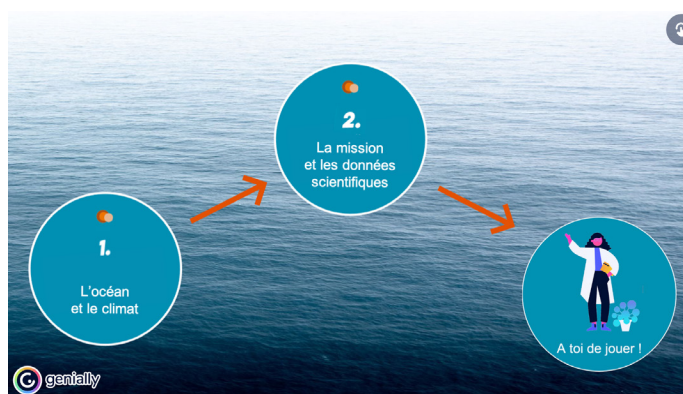 1.
L'océan
et le climat
2.
La mission
et les données
scientifiques
A toi de jouer !
genially